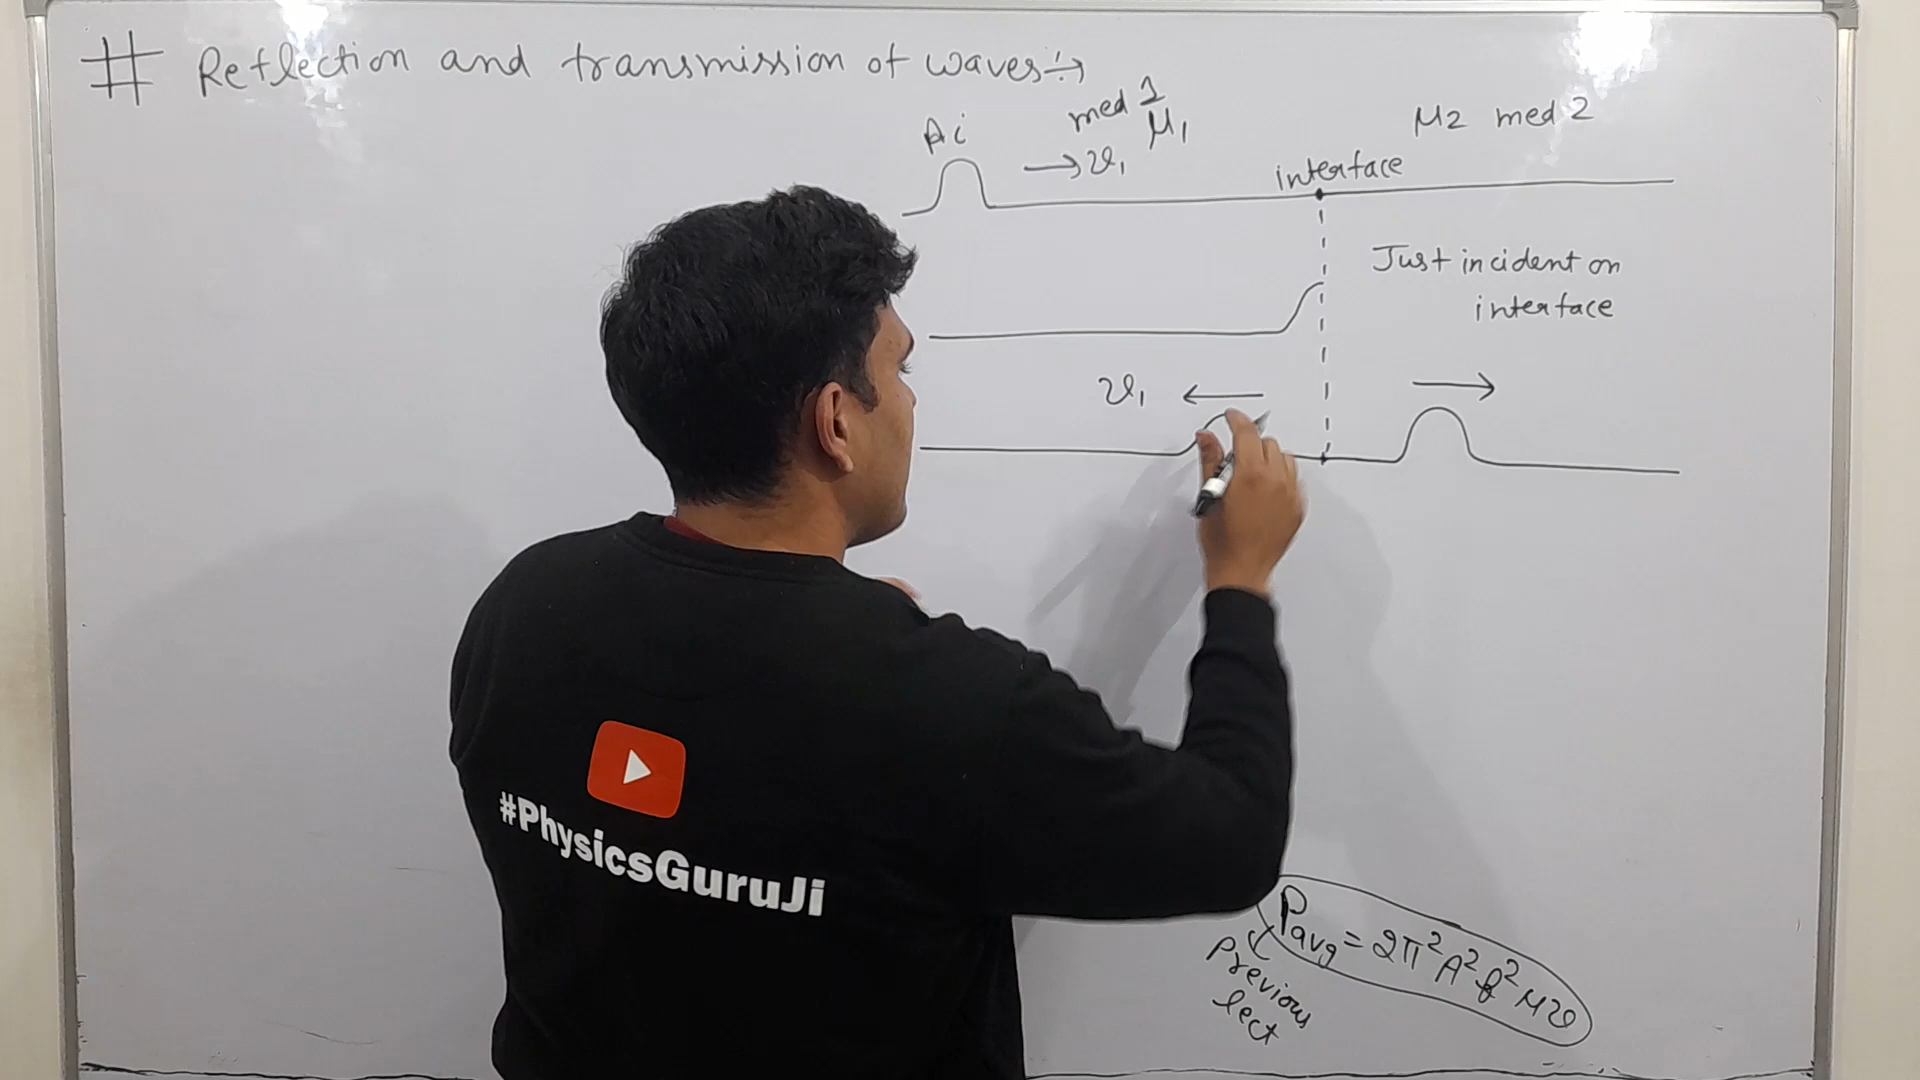 # Reflection and transmission of waves :→
Ai
→ v₁
med 1
μ₁
μ2 med 2
interface
Just incident on
interface
v₁ ←
→
#PhysicsGuruJi
Pavg = 2π²A²f²μv
Previous
lect